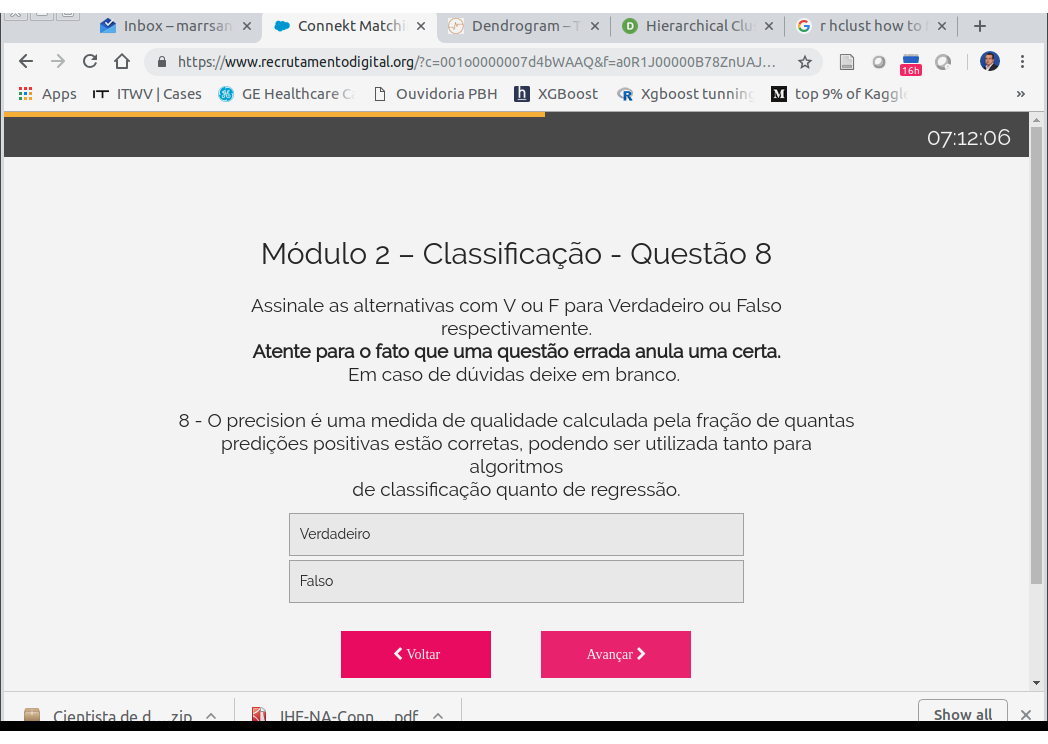 Inbox – marrsan
Connekt Matchi
Dendrogram – T
Hierarchical Clu
r hclust how to
https://www.recrutamentodigital.org/?c=001o0000007d4bWAAQ&f=a0R1J00000B78ZnUAJ...
16h
Apps
ITWV | Cases
GE Healthcare C
Ouvidoria PBH
XGBoost
Xgboost tunning
top 9% of Kaggl
»
07:12:06
Módulo 2 – Classificação - Questão 8
Assinale as alternativas com V ou F para Verdadeiro ou Falso
respectivamente.
Atente para o fato que uma questão errada anula uma certa.
Em caso de dúvidas deixe em branco.
8 - O precision é uma medida de qualidade calculada pela fração de quantas
predições positivas estão corretas, podendo ser utilizada tanto para
algoritmos
de classificação quanto de regressão.
Verdadeiro
Falso
Voltar
Avançar
Cientista de d....zip
IHF-NA-Conn....pdf
Show all